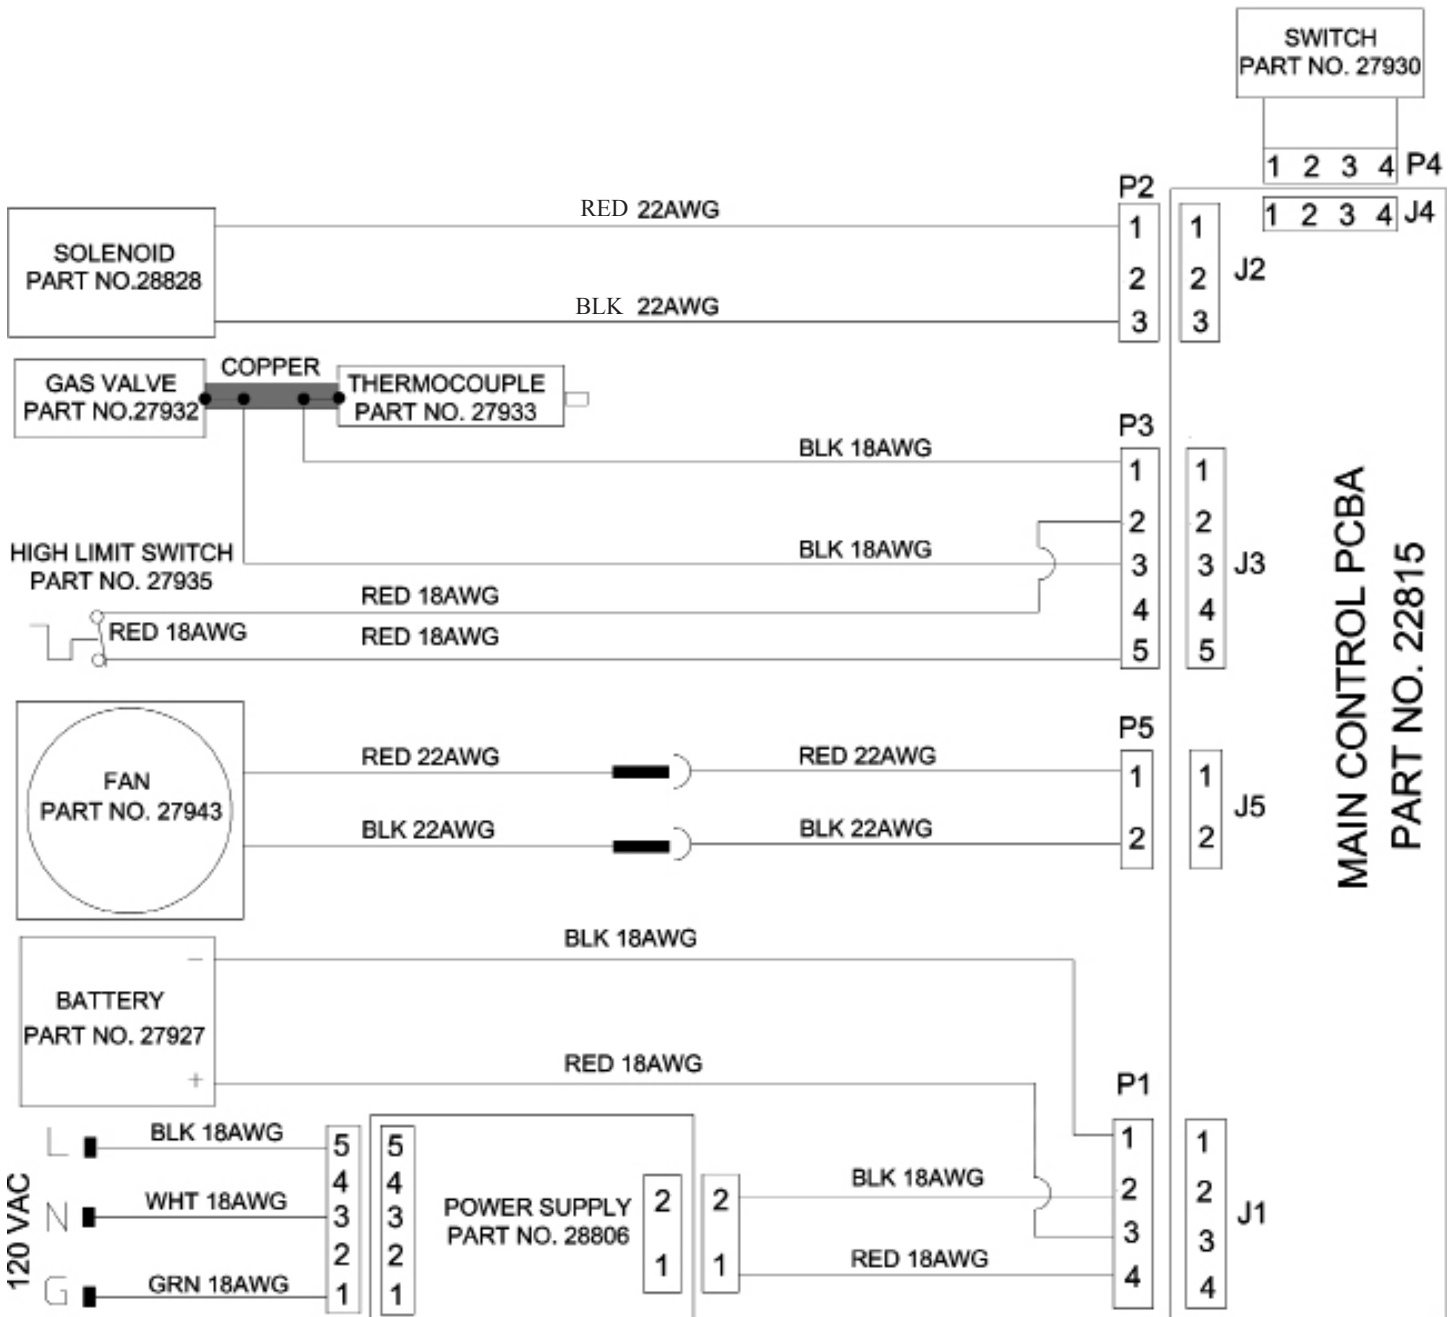 SWITCH
PART NO. 27930
1 2 3 4 P4
1 2 3 4 J4
P2
RED 22AWG
1 1
SOLENOID
PART NO.28828
2 2 J2
BLK 22AWG
3 3
COPPER
GAS VALVE
PART NO.27932
THERMOCOUPLE
PART NO. 27933
P3
BLK 18AWG
1 1
2 2
HIGH LIMIT SWITCH
PART NO. 27935
BLK 18AWG
3 3 J3
RED 18AWG
4 4
RED 18AWG
RED 18AWG
5 5
MAIN CONTROL PCBA
PART NO. 22815
P5
FAN
PART NO. 27943
RED 22AWG
RED 22AWG
1 1
J5
BLK 22AWG
BLK 22AWG
2 2
BLK 18AWG
−
BATTERY
PART NO. 27927
RED 18AWG
+
P1
120 VAC
L
BLK 18AWG
5 5
4 4
N
WHT 18AWG
3 3
2 2
G
GRN 18AWG
1 1
POWER SUPPLY
PART NO. 28806
2 2
1 1
BLK 18AWG
RED 18AWG
1 1
2 2
J1
3 3
4 4